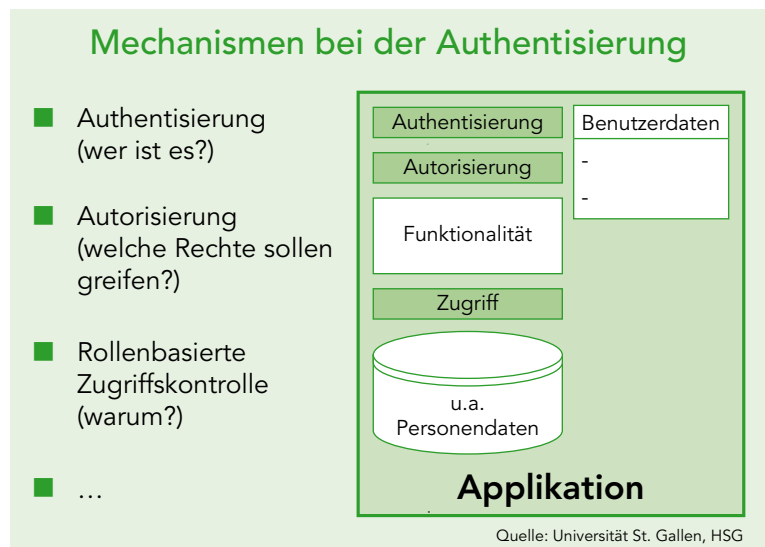 Mechanismen bei der Authentisierung
Authentisierung
(wer ist es?)
Autorisierung
(welche Rechte sollen
greifen?)
Rollenbasierte
Zugriffskontrolle
(warum?)
…
Authentisierung
Autorisierung
Funktionalität
Zugriff
u.a.
Personendaten
Benutzerdaten
-
-
Applikation
Quelle: Universität St. Gallen, HSG